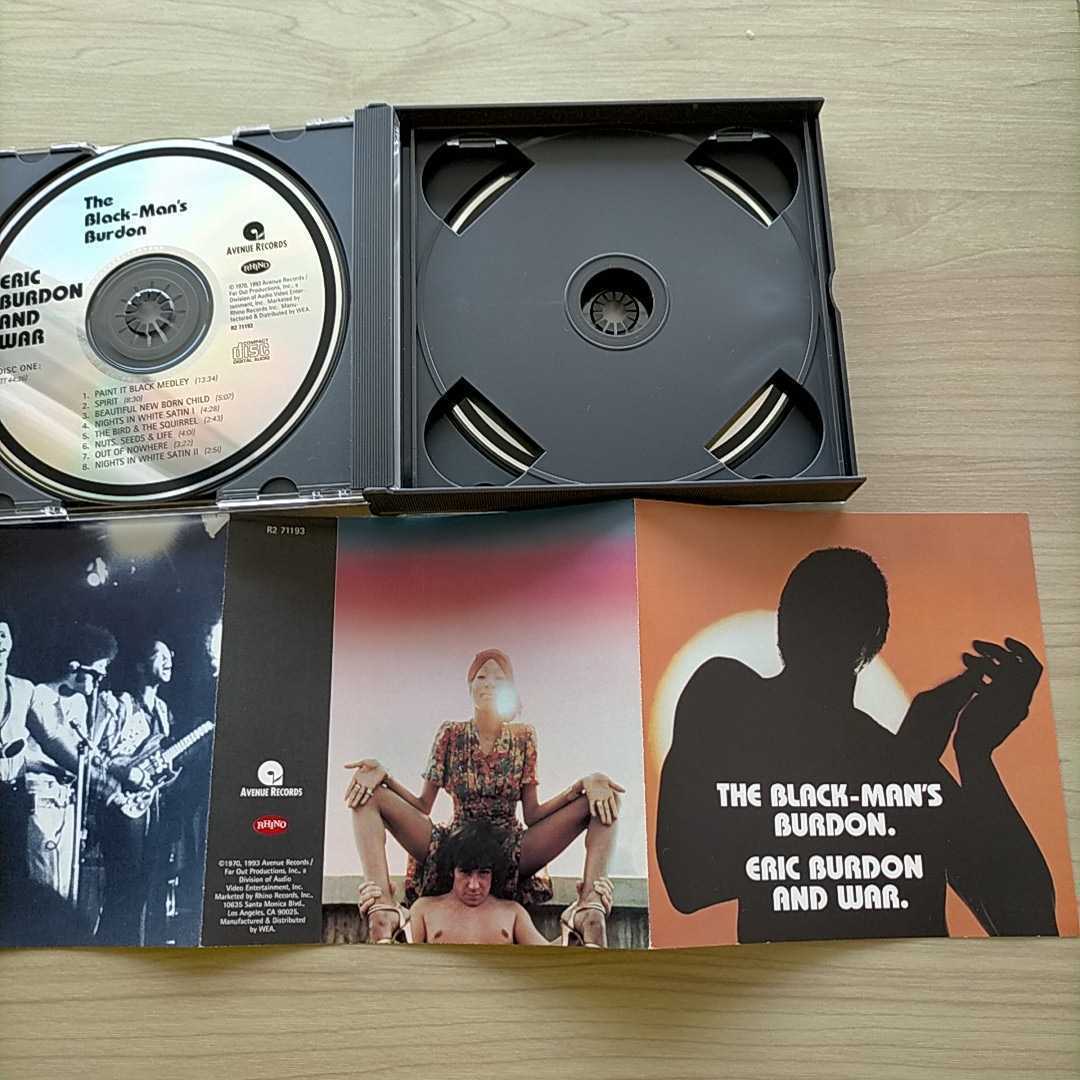 The
Black-Man's
Burdon
ERIC
BURDON
AND
WAR
AVENUE RECORDS
RHINO
©1970, 1993 Avenue Records/
Far Out Productions, Inc., a
Division of Audio Video Enter-
tainment, Inc. Marketed by
Rhino Records Inc. Manu-
factured & Distributed by WEA.
R2 71193
COMPACT
disc
DIGITAL AUDIO
DISC ONE:
1. PAINT IT BLACK MEDLEY (13:34)
2. SPIRIT (8:30)
3. BEAUTIFUL NEW BORN CHILD (5:07)
4. NIGHTS IN WHITE SATIN I (4:28)
5. THE BIRD & THE SQUIRREL (2:43)
6. NUTS, SEEDS & LIFE (4:01)
7. OUT OF NOWHERE (3:22)
8. NIGHTS IN WHITE SATIN II (2:51)
R2 71193
AVENUE RECORDS
RHINO
©1970, 1993 Avenue Records/
Far Out Productions, Inc., a
Division of Audio
Video Entertainment, Inc.
Marketed by Rhino Records, Inc.,
10635 Santa Monica Blvd.,
Los Angeles, CA 90025.
Manufactured & Distributed
by WEA.
THE BLACK-MAN'S
BURDON.
ERIC BURDON
AND WAR.